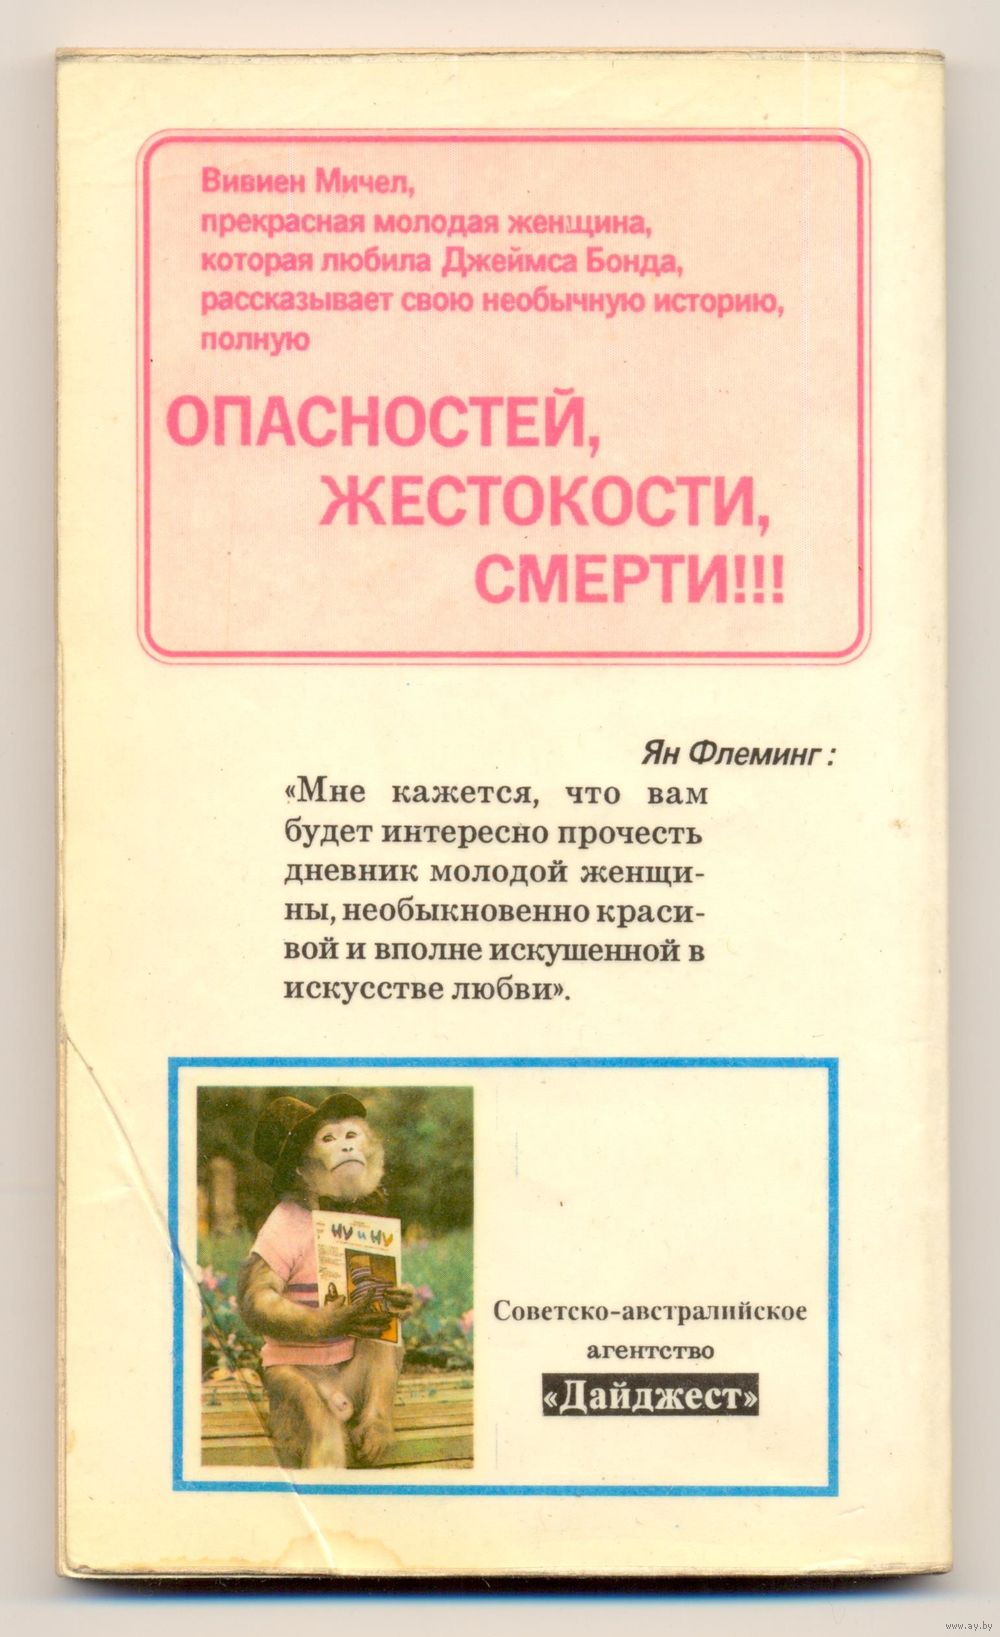 Вивиен Мичел,
прекрасная молодая женщина,
которая любила Джеймса Бонда,
рассказывает свою необычную историю,
полную
ОПАСНОСТЕЙ,
ЖЕСТОКОСТИ,
СМЕРТИ!!!
Ян Флеминг:
«Мне кажется, что вам
будет интересно прочесть
дневник молодой женщи-
ны, необыкновенно краси-
вой и вполне искушенной в
искусстве любви».
Советско-австралийское
агентство
«Дайджест»
www.ay.by